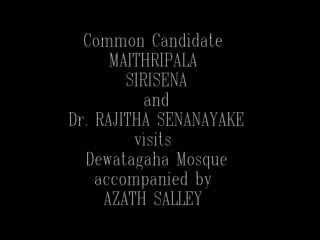 Common Candidate
MAITHRIPALA
SIRISENA
and
Dr. RAJITHA SENANAYAKE
visits
Dewatagaha Mosque
accompanied by
AZATH SALLEY